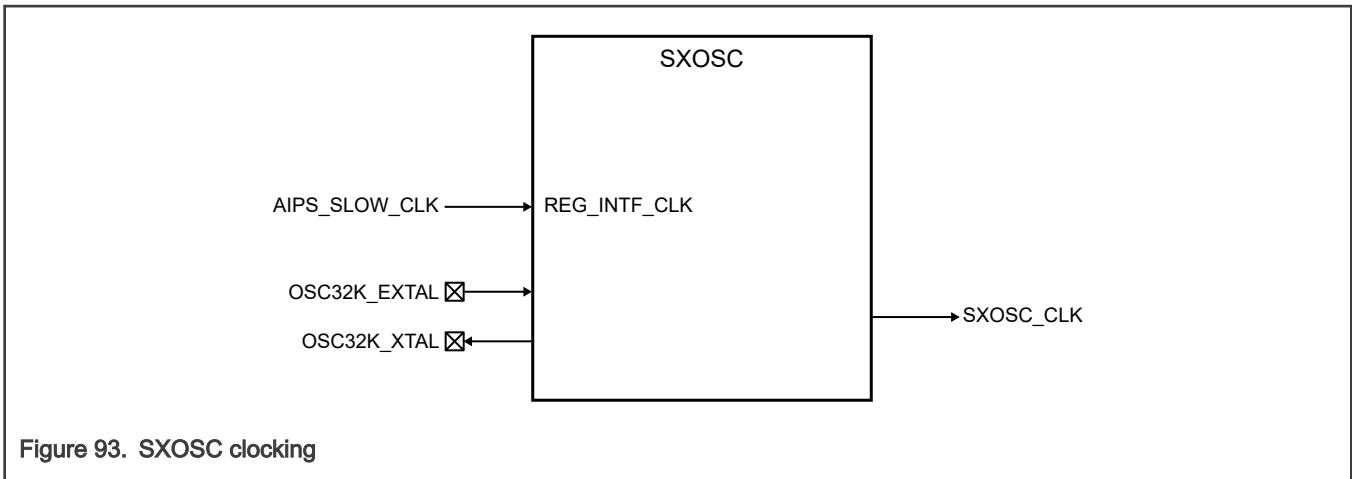 SXOSC
AIPS_SLOW_CLK
REG_INTF_CLK
OSC32K_EXTAL
SXOSC_CLK
OSC32K_XTAL
Figure 93. SXOSC clocking